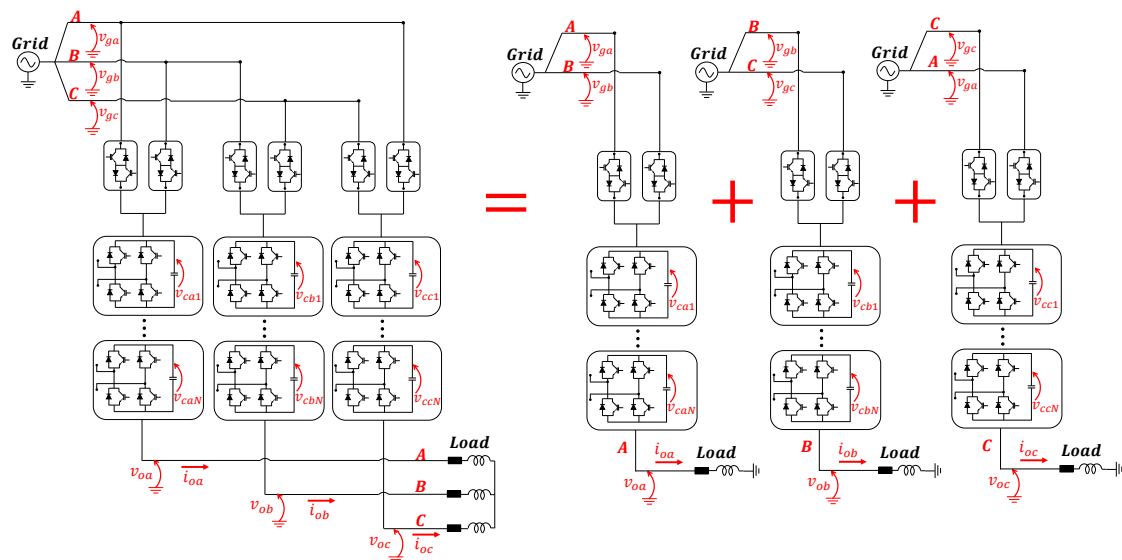 A
Grid
v_ga
B
v_gb
C
v_gc
v_ca1
v_cb1
v_cc1
v_caN
v_cbN
v_ccN
A
Load
v_oa
i_oa
B
v_ob
i_ob
C
v_oc
i_oc
=
A
Grid
v_ga
B
v_gb
v_ca1
v_caN
A
i_oa
Load
v_oa
+
B
Grid
v_gb
C
v_gc
v_cb1
v_cbN
B
i_ob
Load
v_ob
+
C
Grid
v_gc
A
v_ga
v_cc1
v_ccN
C
i_oc
Load
v_oc